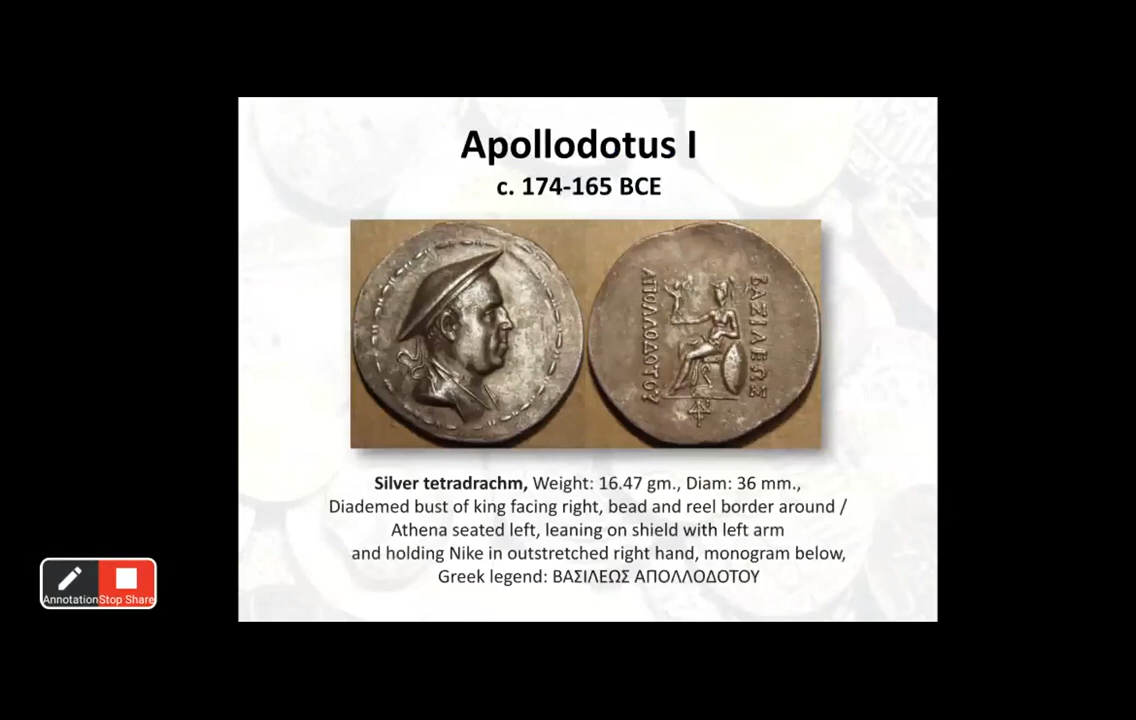 Apollodotus I
c. 174-165 BCE
ΑΠΟΛΛΟΔΟΤΟΥ
ΒΑΣΙΛΕΩΣ
Silver tetradrachm, Weight: 16.47 gm., Diam: 36 mm.,
Diademed bust of king facing right, bead and reel border around /
Athena seated left, leaning on shield with left arm
and holding Nike in outstretched right hand, monogram below,
Greek legend: ΒΑΣΙΛΕΩΣ ΑΠΟΛΛΟΔΟΤΟΥ
Annotation
Stop Share